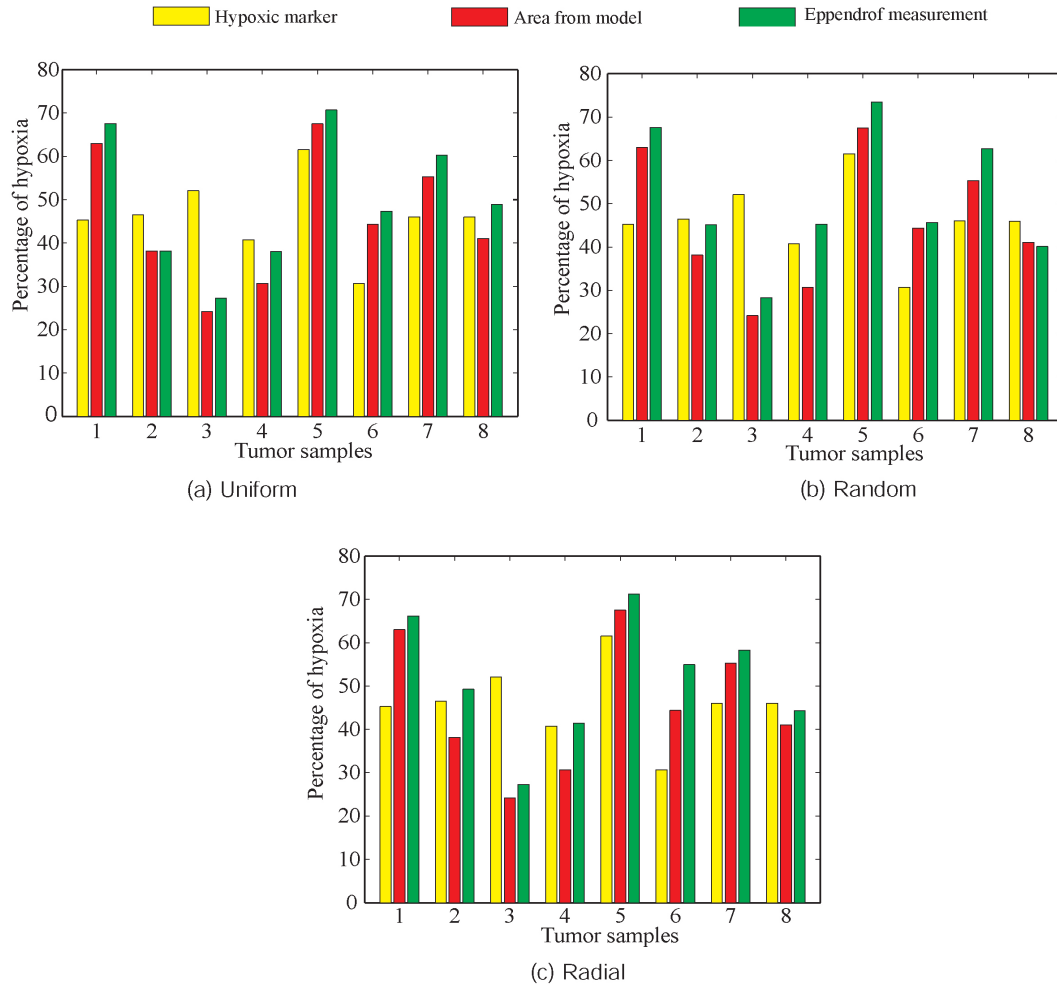 Hypoxic marker Area from model Eppendrof measurement
80
70
60
50
40
30
20
10
0
Percentage of hypoxia
1 2 3 4 5 6 7 8
Tumor samples
(a) Uniform
80
70
60
50
40
30
20
10
0
Percentage of hypoxia
1 2 3 4 5 6 7 8
Tumor samples
(b) Random
80
70
60
50
40
30
20
10
0
Percentage of hypoxia
1 2 3 4 5 6 7 8
Tumor samples
(c) Radial